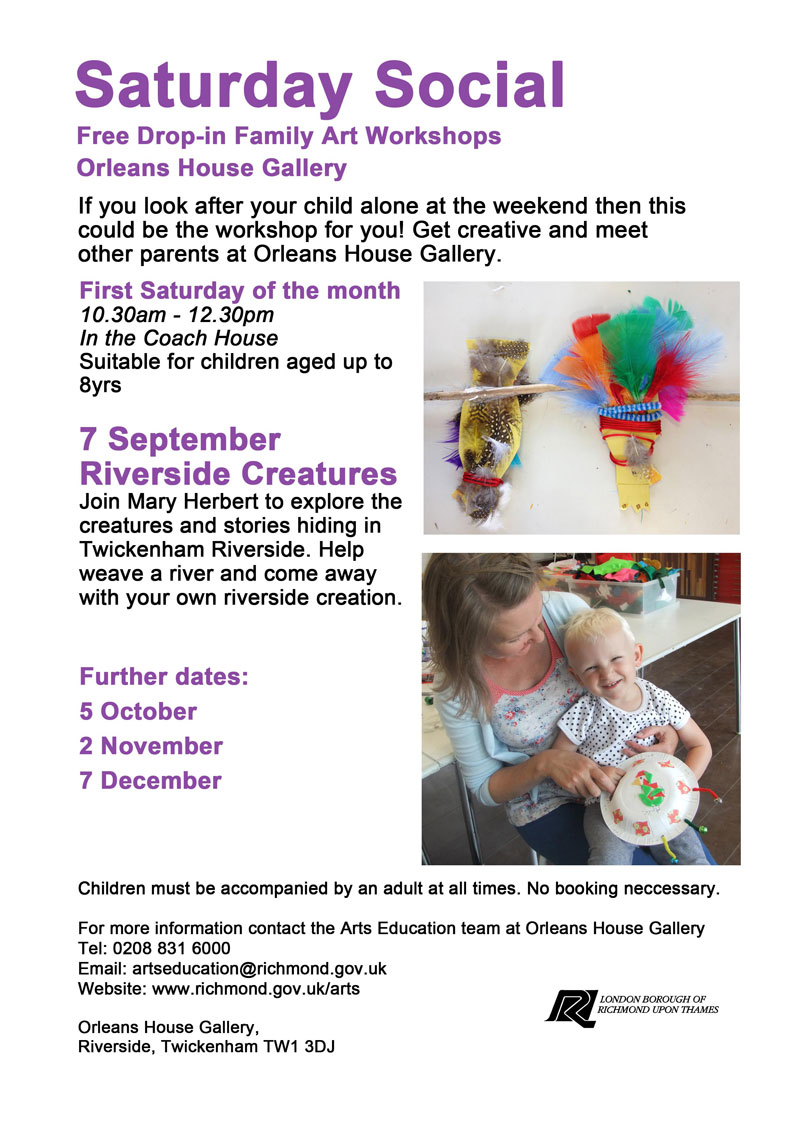 Saturday Social
Free Drop-in Family Art Workshops
Orleans House Gallery
If you look after your child alone at the weekend then this
could be the workshop for you! Get creative and meet
other parents at Orleans House Gallery.
First Saturday of the month
10.30am - 12.30pm
In the Coach House
Suitable for children aged up to
8yrs
7 September
Riverside Creatures
Join Mary Herbert to explore the
creatures and stories hiding in
Twickenham Riverside. Help
weave a river and come away
with your own riverside creation.
Further dates:
5 October
2 November
7 December
Children must be accompanied by an adult at all times. No booking neccessary.
For more information contact the Arts Education team at Orleans House Gallery
Tel: 0208 831 6000
Email: artseducation@richmond.gov.uk
Website: www.richmond.gov.uk/arts
Orleans House Gallery,
Riverside, Twickenham TW1 3DJ
LONDON BOROUGH OF
RICHMOND UPON THAMES